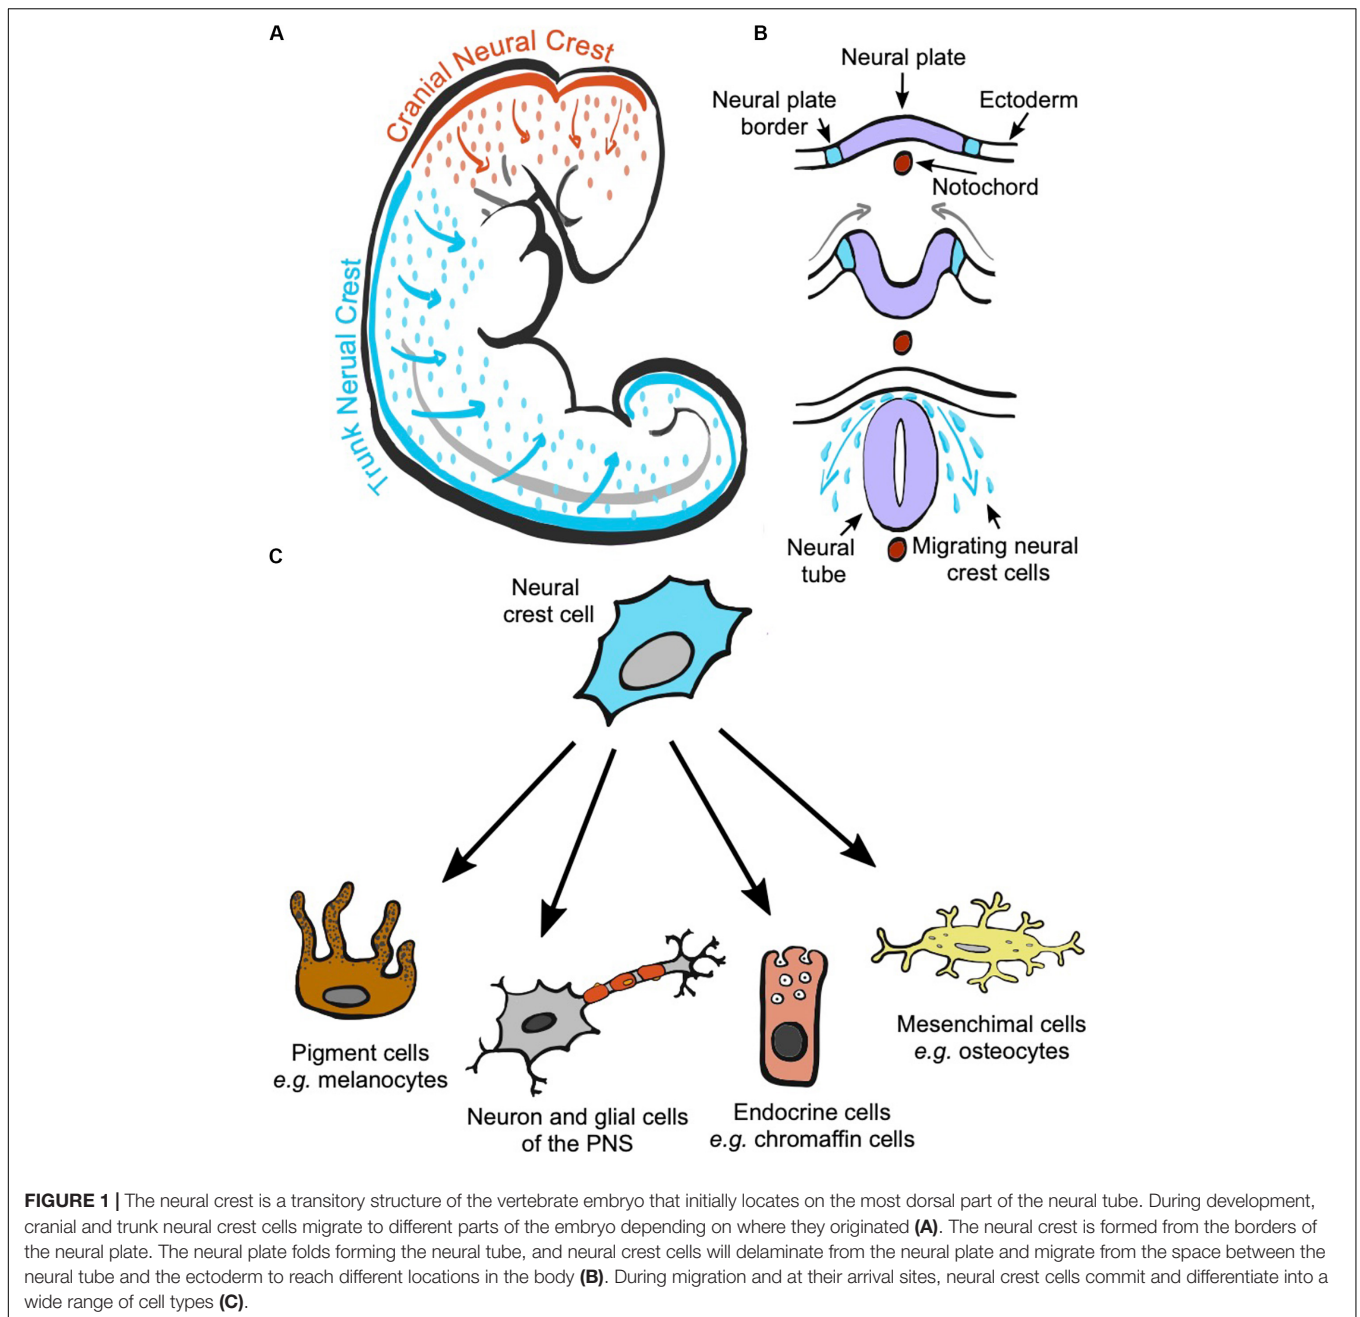 A
Cranial Neural Crest
Trunk Nerual Crest
B
Neural plate
Neural plate
border
Ectoderm
Notochord
Neural
tube
Migrating neural
crest cells
C
Neural
crest cell
Pigment cells
e.g. melanocytes
Neuron and glial cells
of the PNS
Endocrine cells
e.g. chromaffin cells
Mesenchimal cells
e.g. osteocytes
FIGURE 1 | The neural crest is a transitory structure of the vertebrate embryo that initially locates on the most dorsal part of the neural tube. During development,
cranial and trunk neural crest cells migrate to different parts of the embryo depending on where they originated (A). The neural crest is formed from the borders of
the neural plate. The neural plate folds forming the neural tube, and neural crest cells will delaminate from the neural plate and migrate from the space between the
neural tube and the ectoderm to reach different locations in the body (B). During migration and at their arrival sites, neural crest cells commit and differentiate into a
wide range of cell types (C).